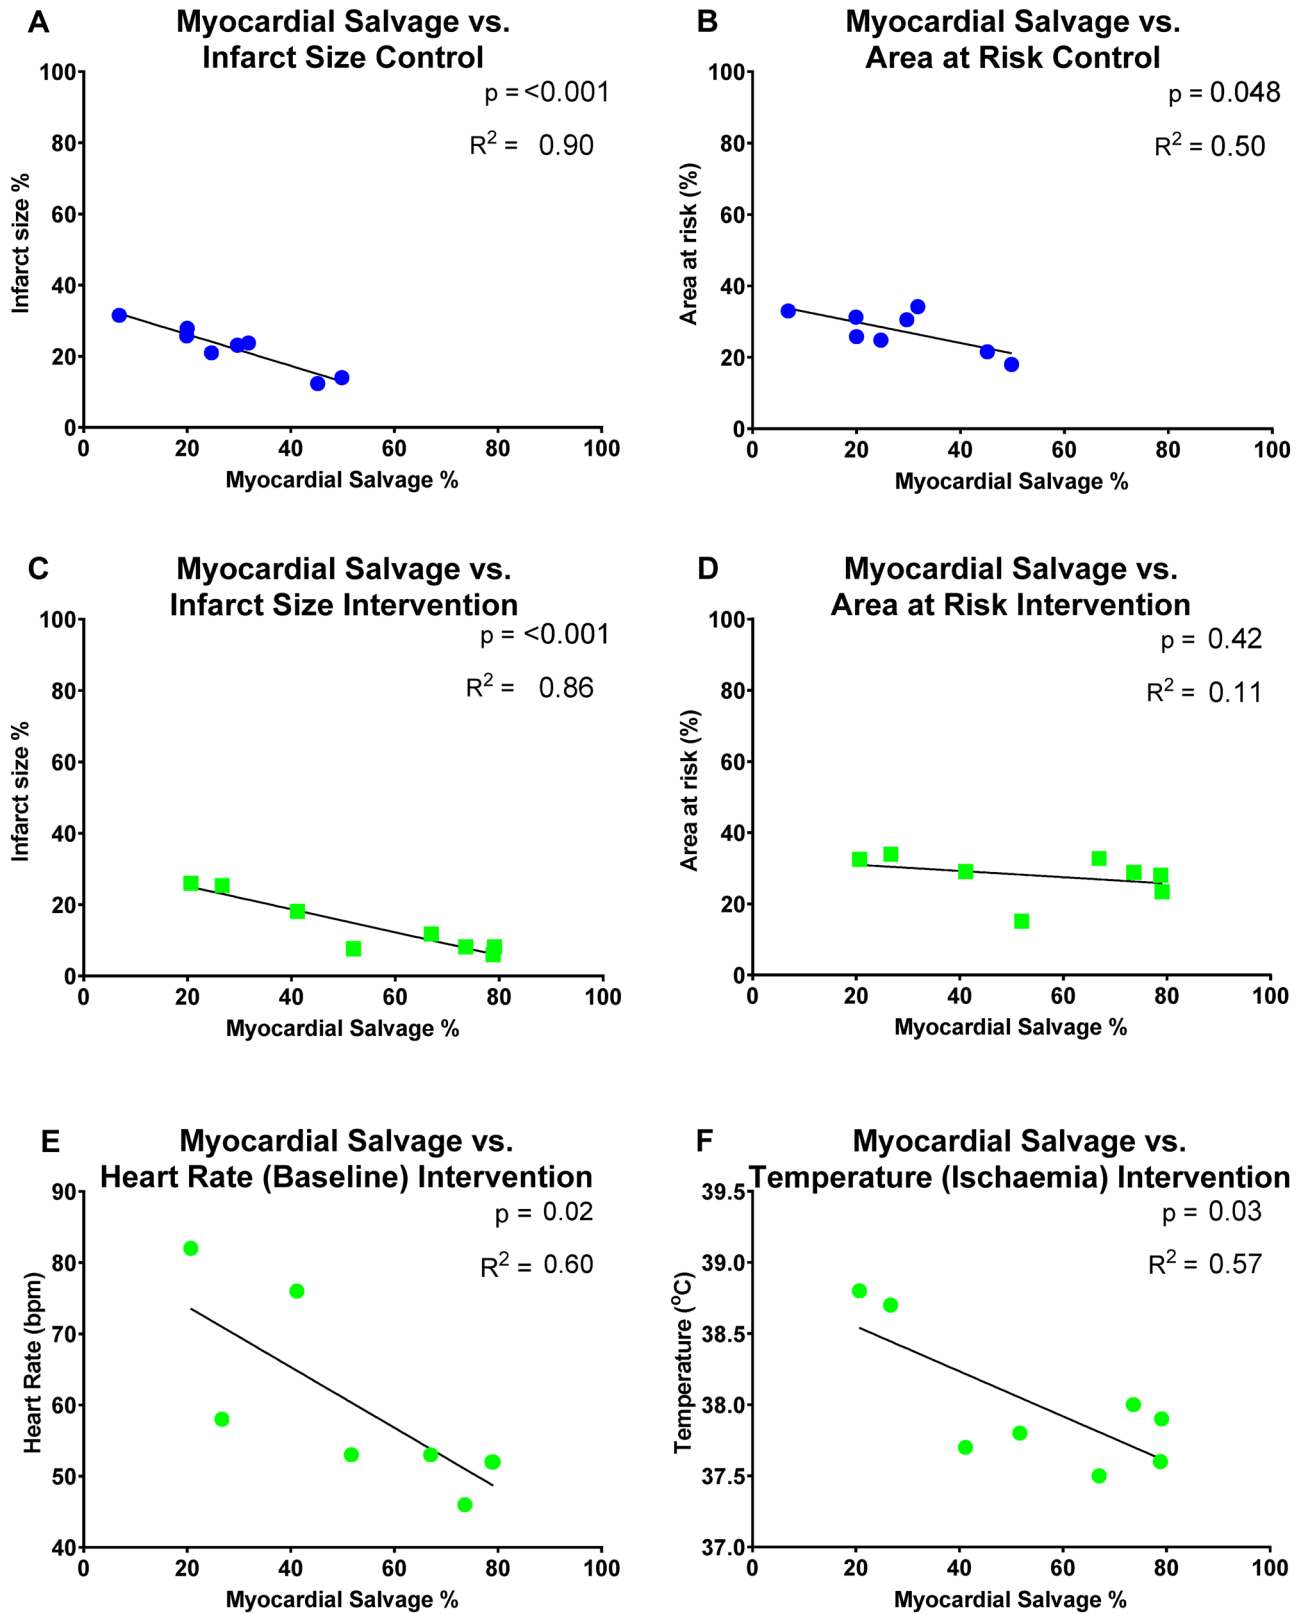 A
Myocardial Salvage vs.
Infarct Size Control
p = <0.001
R² = 0.90
Infarct size %
100
80
60
40
20
0
0 20 40 60 80 100
Myocardial Salvage %
B
Myocardial Salvage vs.
Area at Risk Control
p = 0.048
R² = 0.50
Area at risk (%)
100
80
60
40
20
0
0 20 40 60 80 100
Myocardial Salvage %
C
Myocardial Salvage vs.
Infarct Size Intervention
p = <0.001
R² = 0.86
Infarct size %
100
80
60
40
20
0
0 20 40 60 80 100
Myocardial Salvage %
D
Myocardial Salvage vs.
Area at Risk Intervention
p = 0.42
R² = 0.11
Area at risk (%)
100
80
60
40
20
0
0 20 40 60 80 100
Myocardial Salvage %
E
Myocardial Salvage vs.
Heart Rate (Baseline) Intervention
p = 0.02
R² = 0.60
Heart Rate (bpm)
90
80
70
60
50
40
0 20 40 60 80 100
Myocardial Salvage %
F
Myocardial Salvage vs.
Temperature (Ischaemia) Intervention
p = 0.03
R² = 0.57
Temperature (ºC)
39.5
39.0
38.5
38.0
37.5
37.0
0 20 40 60 80 100
Myocardial Salvage %